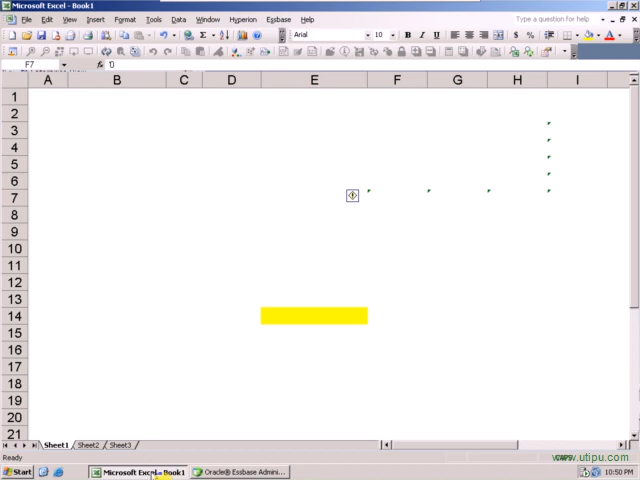 Microsoft Excel - Book1
File Edit View Insert Format Tools Data Window Hyperion Essbase Help Type a question for help
Arial 10 B I U $ %
F7 fx '0
A B C D E F G H I
1
2
3
4
5
6
7
8
9
10
11
12
13
14
15
16
17
18
19
20
21
Sheet1 Sheet2 Sheet3
Ready
www.utipu.com
Start Microsoft Excel - Book1 Oracle® Essbase Admini... 10:50 PM